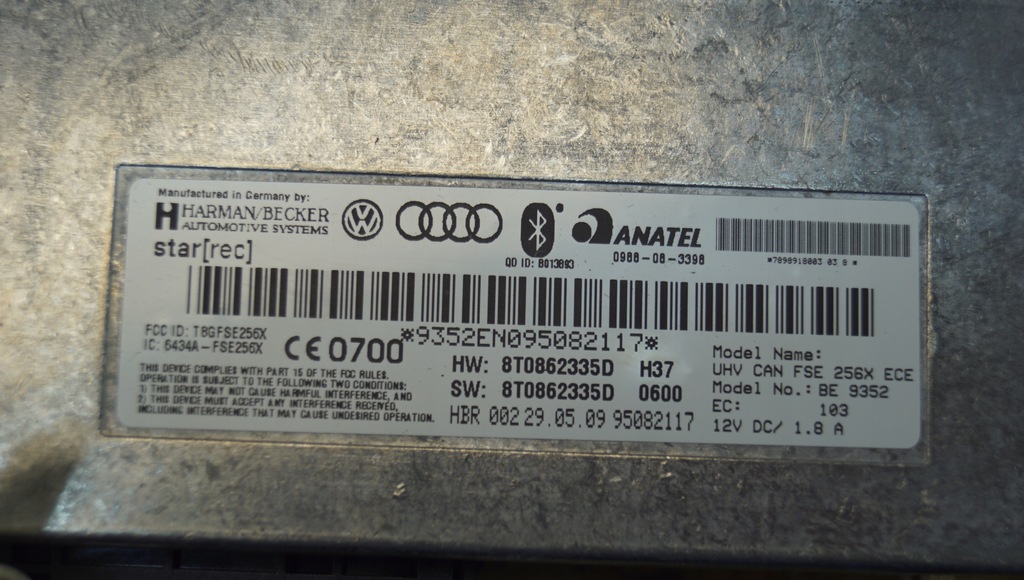 Manufactured in Germany by:
HARMAN/BECKER
AUTOMOTIVE SYSTEMS
star[rec]
QD ID: B013893
ANATEL
0988-08-3398
*7898918003 03 8 *
*9352EN095082117*
FCC ID: T8GFSE256X
IC: 6434A-FSE256X
CE 0700
THIS DEVICE COMPLIES WITH PART 15 OF THE FCC RULES.
OPERATION IS SUBJECT TO THE FOLLOWING TWO CONDITIONS:
1) THIS DEVICE MAY NOT CAUSE HARMFUL INTERFERENCE, AND
2) THIS DEVICE MUST ACCEPT ANY INTERFERENCE RECEIVED,
INCLUDING INTERFERENCE THAT MAY CAUSE UNDESIRED OPERATION.
HW: 8T0862335D H37
SW: 8T0862335D 0600
HBR 002 29.05.09 95082117
Model Name:
UHV CAN FSE 256X ECE
Model No.: BE 9352
EC: 103
12V DC/ 1.8 A